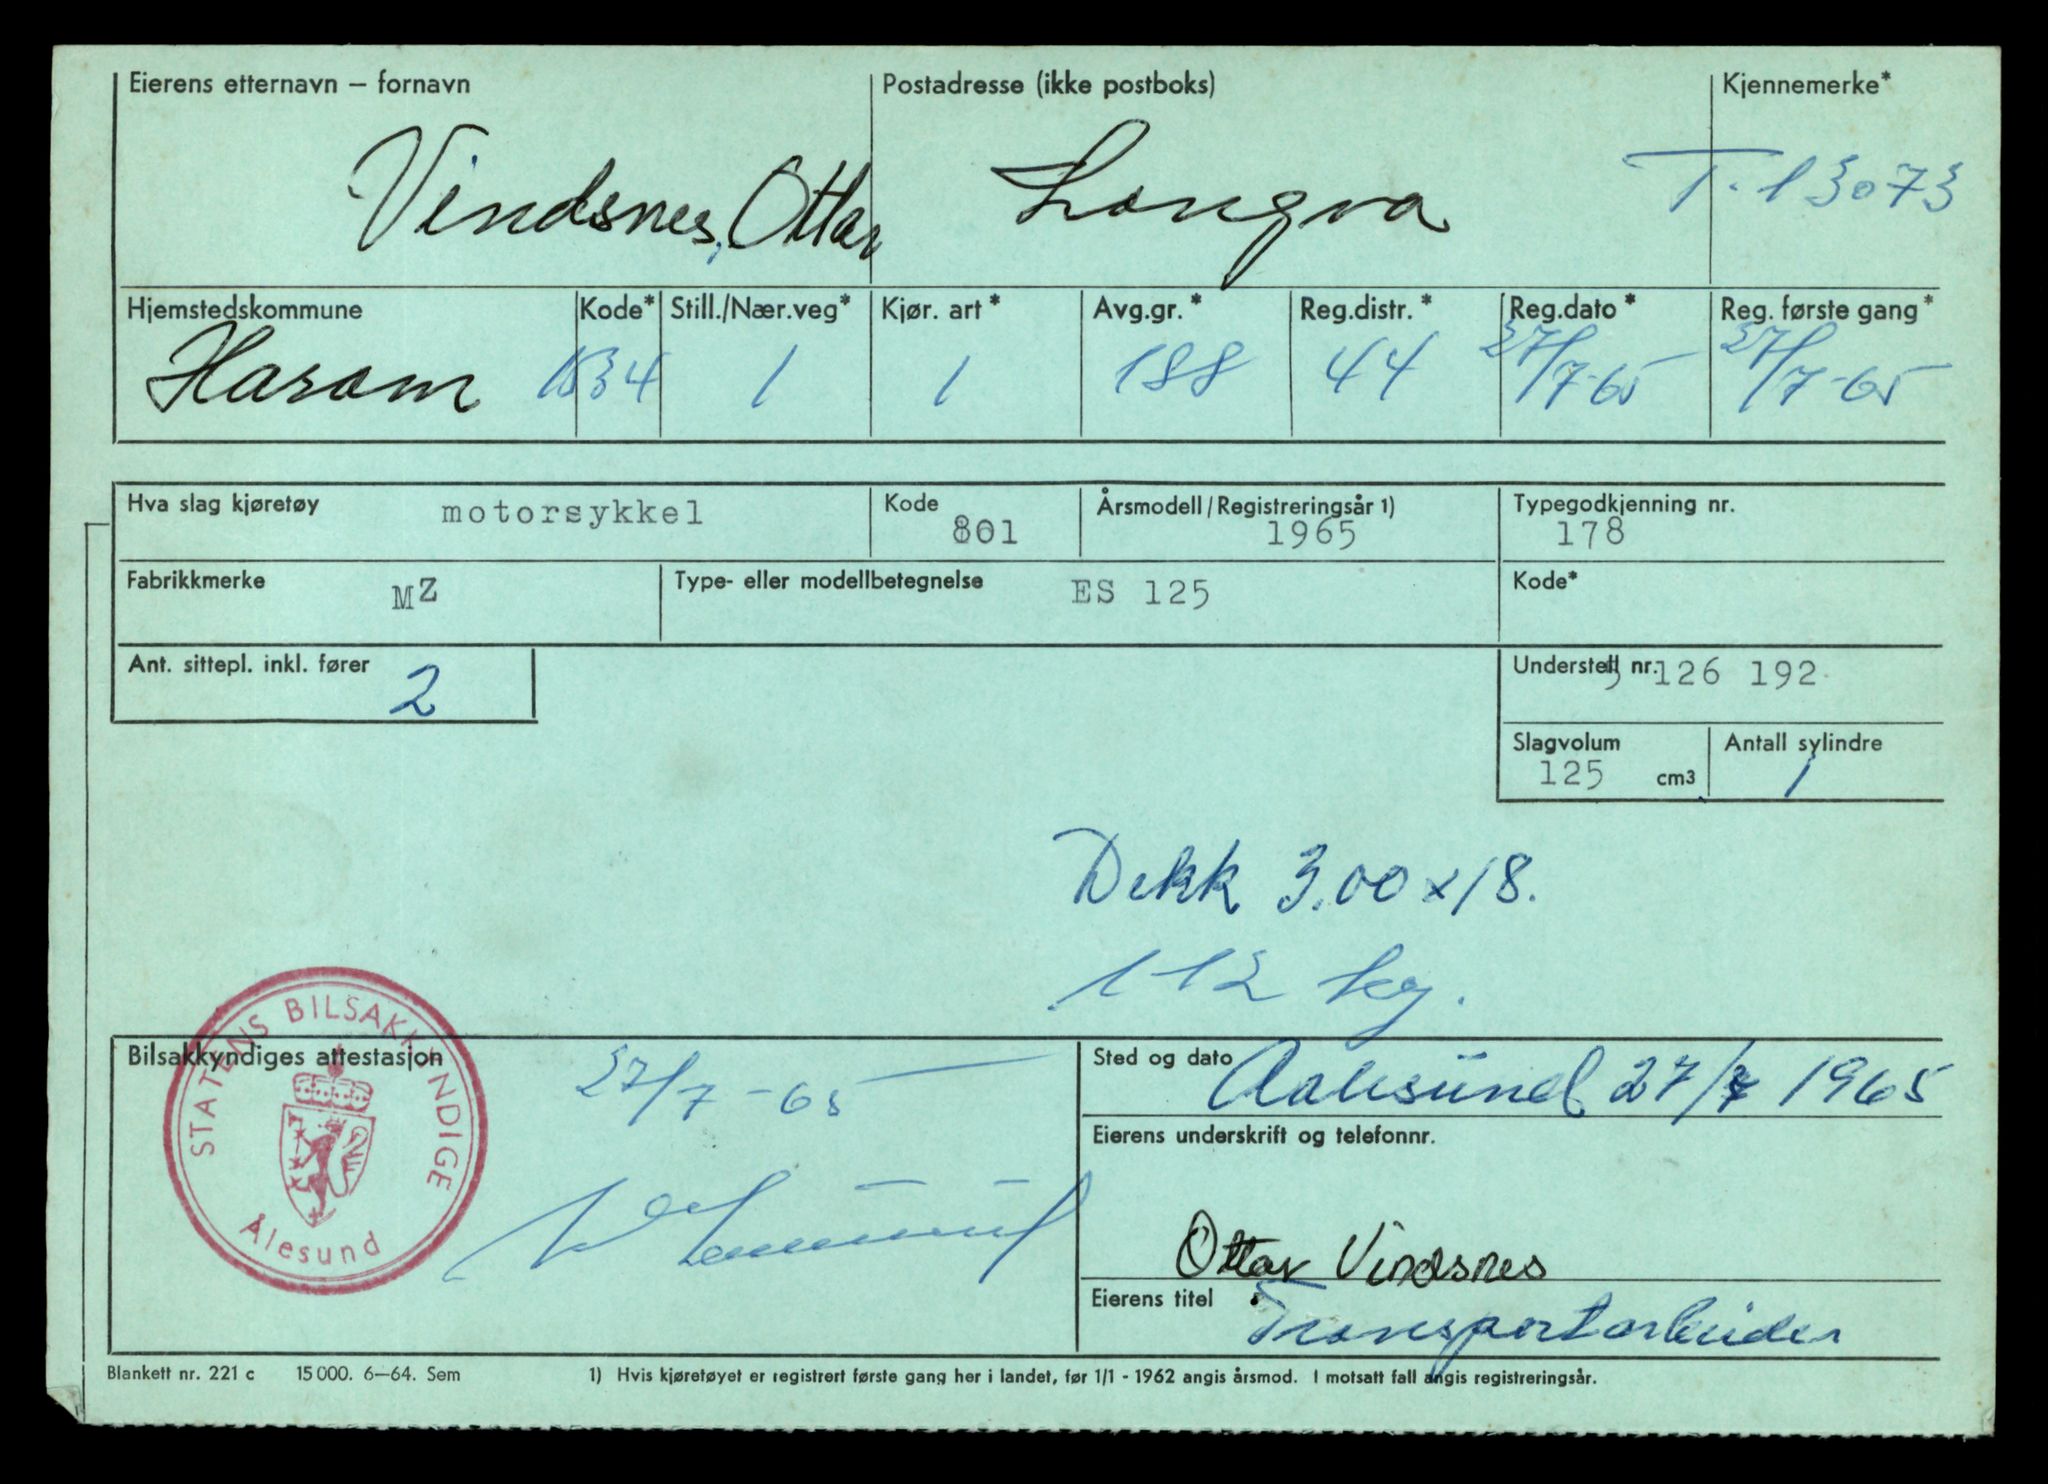 Eierens etternavn – fornavn Postadresse (ikke postboks) Kjennemerke*
Vindsnes, Ottar Longva T-13073
Hjemstedskommune Kode* Still./Nær.veg* Kjør. art* Avg.gr.* Reg.distr.* Reg.dato* Reg. første gang*
Haram 1534 1 1 188 44 27/7-65 27/7-65
Hva slag kjøretøy motorsykkel Kode 801 Årsmodell/Registreringsår 1) 1965 Typegodkjenning nr. 178
Fabrikkmerke MZ Type- eller modellbetegnelse ES 125 Kode*
Ant. sittepl. inkl. fører 2 Understell nr. 126 192
Slagvolum 125 cm3 Antall sylindre 1
Dekk 3.00 x 18.
112 kg.
STATENS BILSAKKYNDIGE
Ålesund
Bilsakkyndiges attestasjon 27/7-65
Sted og dato Aalesund 27/7 1965
Eierens underskrift og telefonnr.
Ottar Vindsnes
Eierens titel Transportarbeider
Blankett nr. 221 c 15 000. 6–64. Sem 1) Hvis kjøretøyet er registrert første gang her i landet, før 1/1 - 1962 angis årsmod. I motsatt fall angis registreringsår.